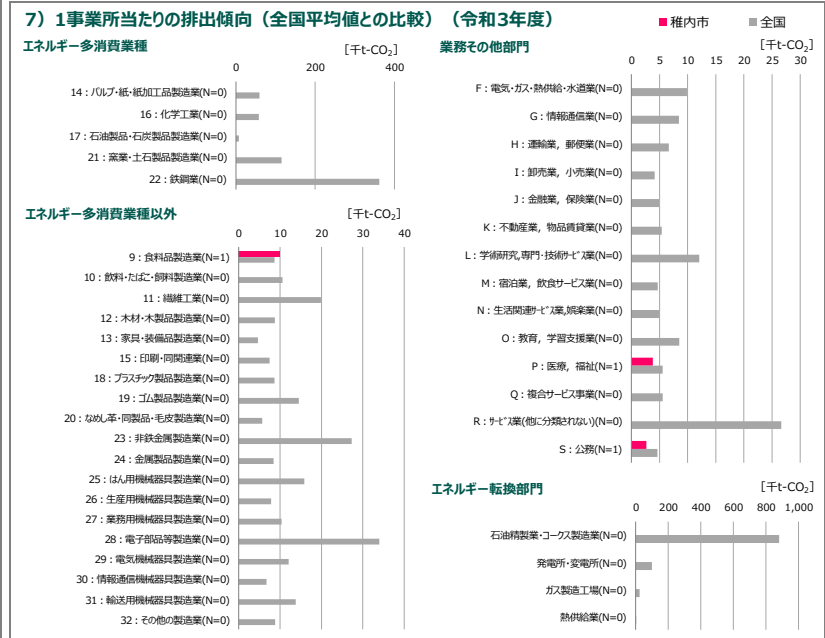 7）1事業所当たりの排出傾向（全国平均値との比較）（令和3年度）
■稚内市 ■全国
エネルギー多消費業種
［千t-CO₂］
0 200 400
14：パルプ・紙・紙加工品製造業(N=0)
16：化学工業(N=0)
17：石油製品・石炭製品製造業(N=0)
21：窯業・土石製品製造業(N=0)
22：鉄鋼業(N=0)
エネルギー多消費業種以外
［千t-CO₂］
0 10 20 30 40
9：食料品製造業(N=1)
10：飲料・たばこ・飼料製造業(N=0)
11：繊維工業(N=0)
12：木材・木製品製造業(N=0)
13：家具・装備品製造業(N=0)
15：印刷・同関連業(N=0)
18：プラスチック製品製造業(N=0)
19：ゴム製品製造業(N=0)
20：なめし革・同製品・毛皮製造業(N=0)
23：非鉄金属製造業(N=0)
24：金属製品製造業(N=0)
25：はん用機械器具製造業(N=0)
26：生産用機械器具製造業(N=0)
27：業務用機械器具製造業(N=0)
28：電子部品等製造業(N=0)
29：電気機械器具製造業(N=0)
30：情報通信機械器具製造業(N=0)
31：輸送用機械器具製造業(N=0)
32：その他の製造業(N=0)
業務その他部門
［千t-CO₂］
0 5 10 15 20 25 30
F：電気・ガス・熱供給・水道業(N=0)
G：情報通信業(N=0)
H：運輸業，郵便業(N=0)
I：卸売業，小売業(N=0)
J：金融業，保険業(N=0)
K：不動産業，物品賃貸業(N=0)
L：学術研究,専門・技術ｻｰﾋﾞｽ業(N=0)
M：宿泊業，飲食サービス業(N=0)
N：生活関連ｻｰﾋﾞｽ業,娯楽業(N=0)
O：教育，学習支援業(N=0)
P：医療，福祉(N=1)
Q：複合サービス事業(N=0)
R：ｻｰﾋﾞｽ業(他に分類されない)(N=0)
S：公務(N=1)
エネルギー転換部門
［千t-CO₂］
0 200 400 600 800 1,000
石油精製業・コークス製造業(N=0)
発電所・変電所(N=0)
ガス製造工場(N=0)
熱供給業(N=0)